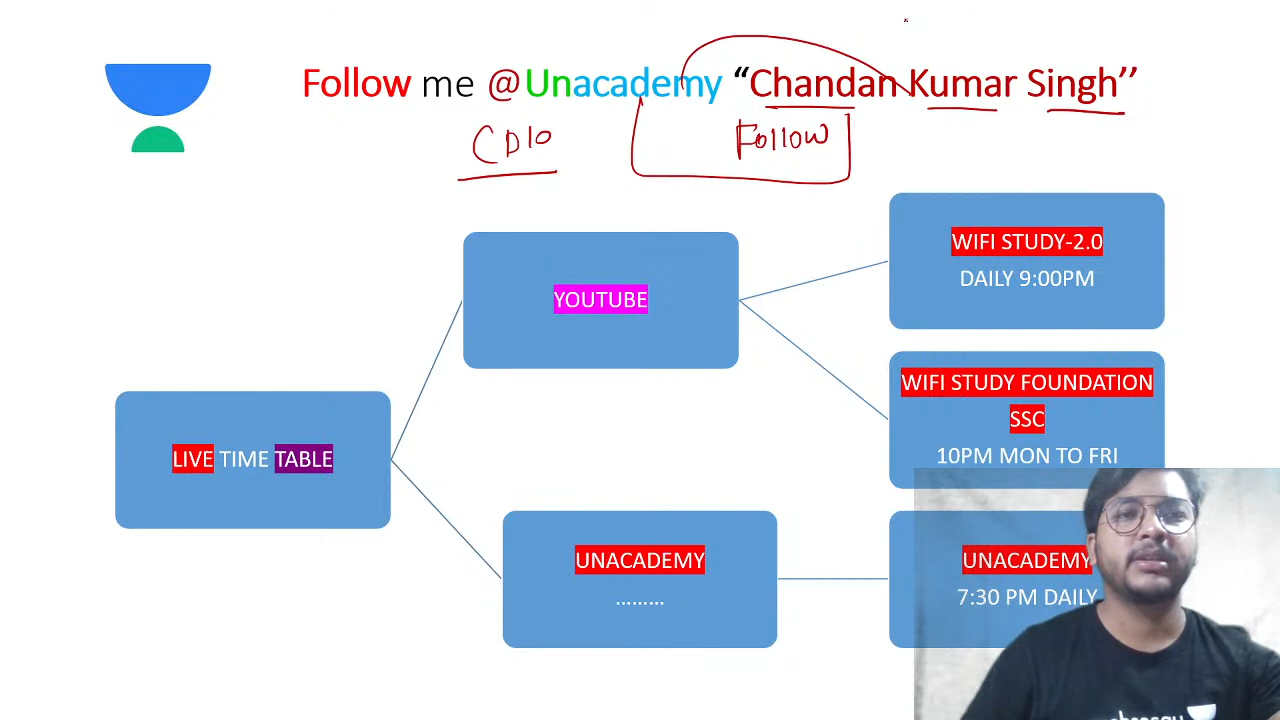 Follow me @Unacademy “Chandan Kumar Singh’’
CD10
Follow
YOUTUBE
WIFI STUDY-2.0
DAILY 9:00PM
WIFI STUDY FOUNDATION
SSC
10PM MON TO FRI
LIVE TIME TABLE
UNACADEMY
.........
UNACADEMY
7:30 PM DAILY